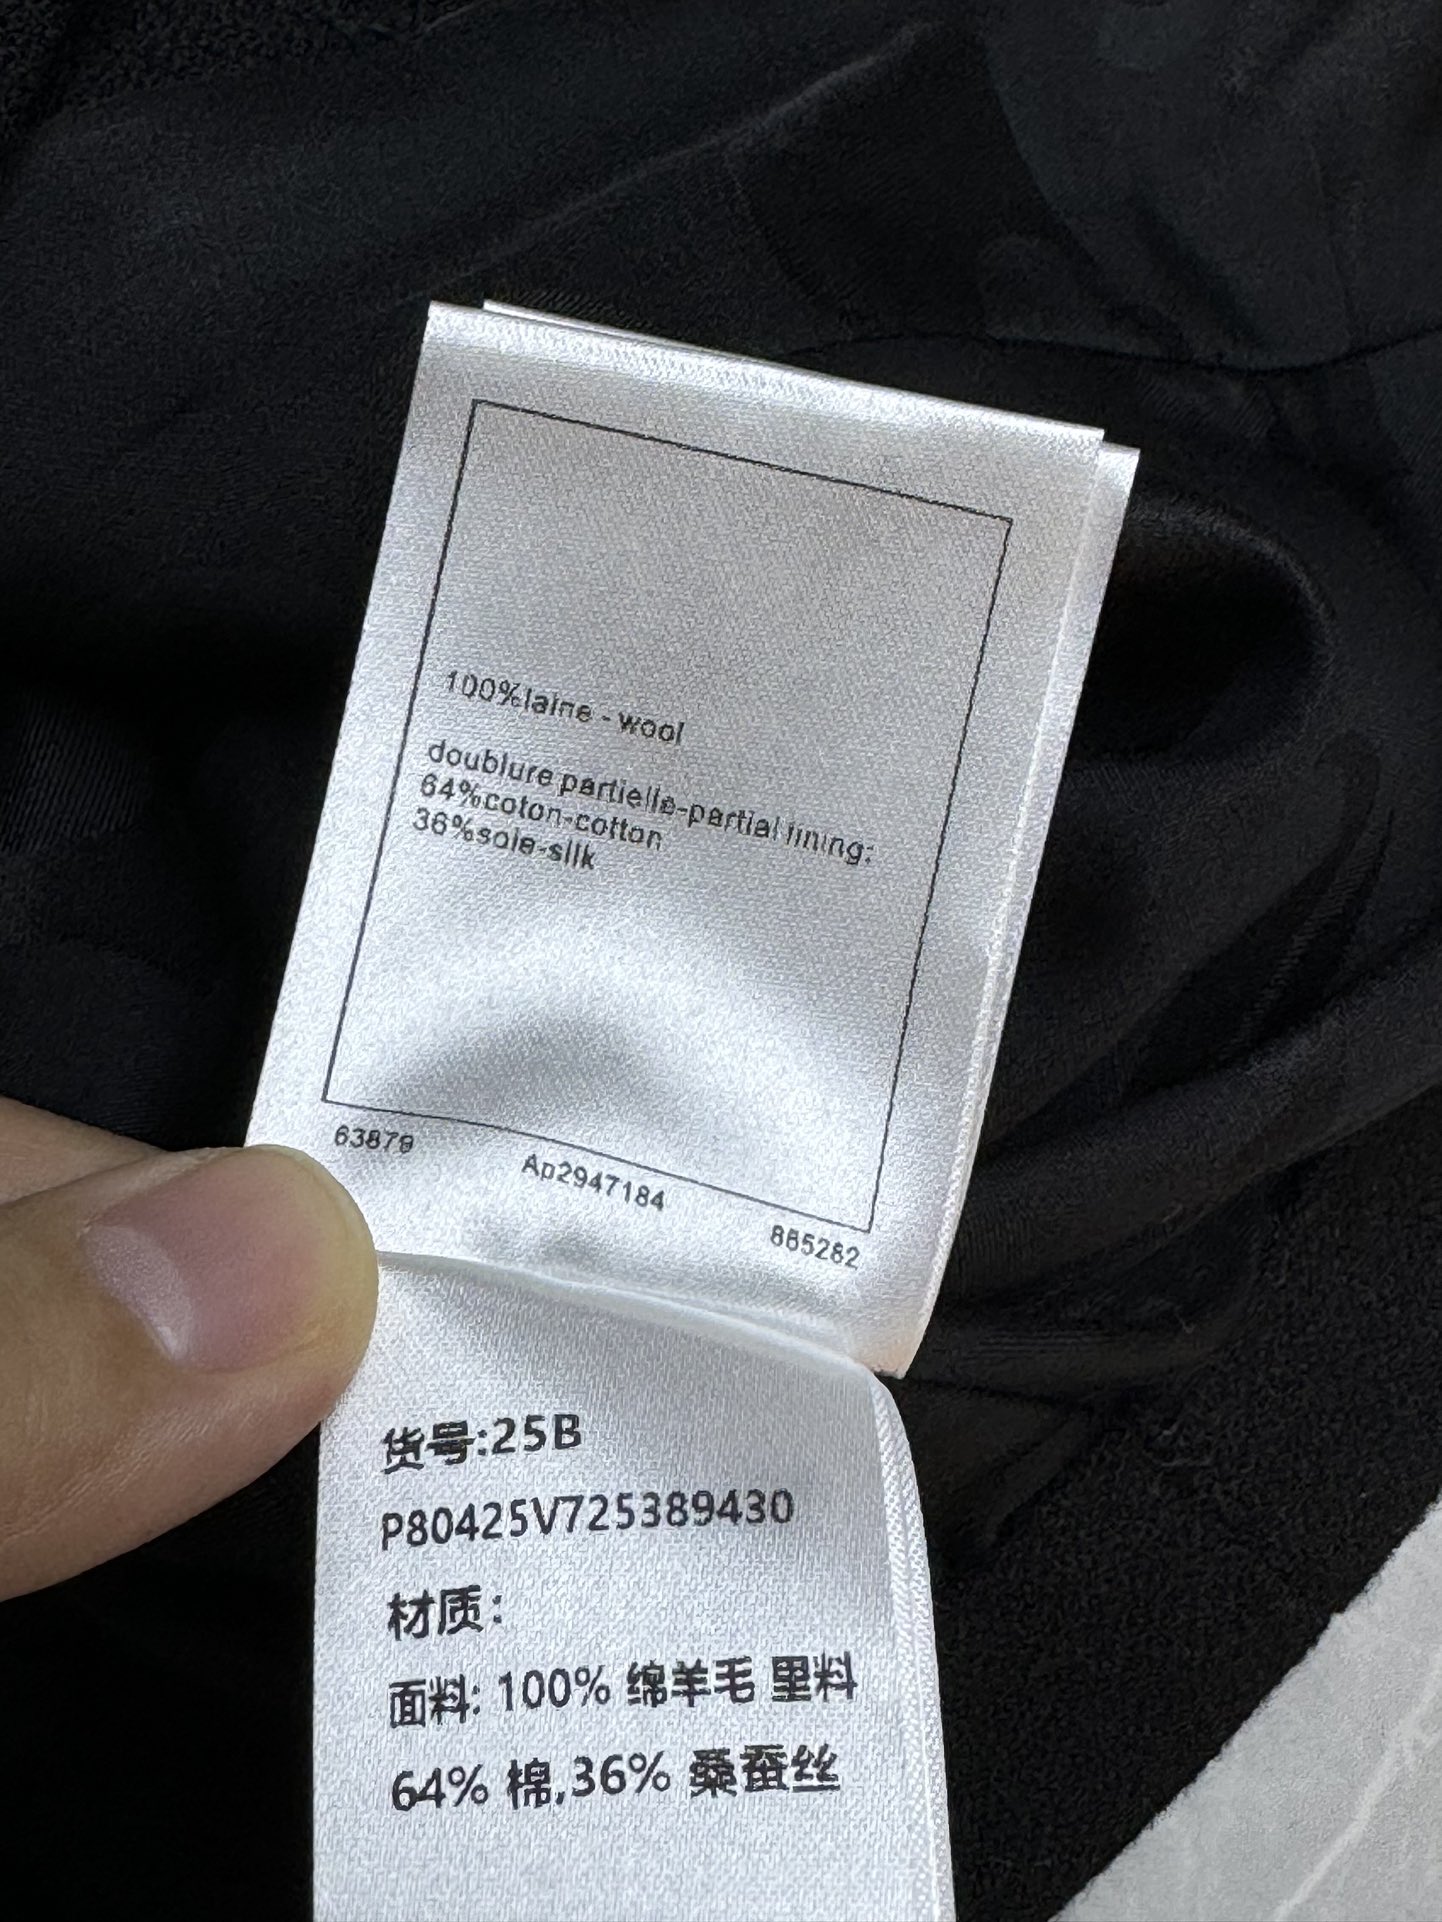 100%laine - wool
doublure partielle-partial lining:
64%coton-cotton
36%soie-silk
63879
Ap2947184
885282
货号:25B
P80425V725389430
材质:
面料: 100% 绵羊毛 里料
64% 棉,36% 桑蚕丝